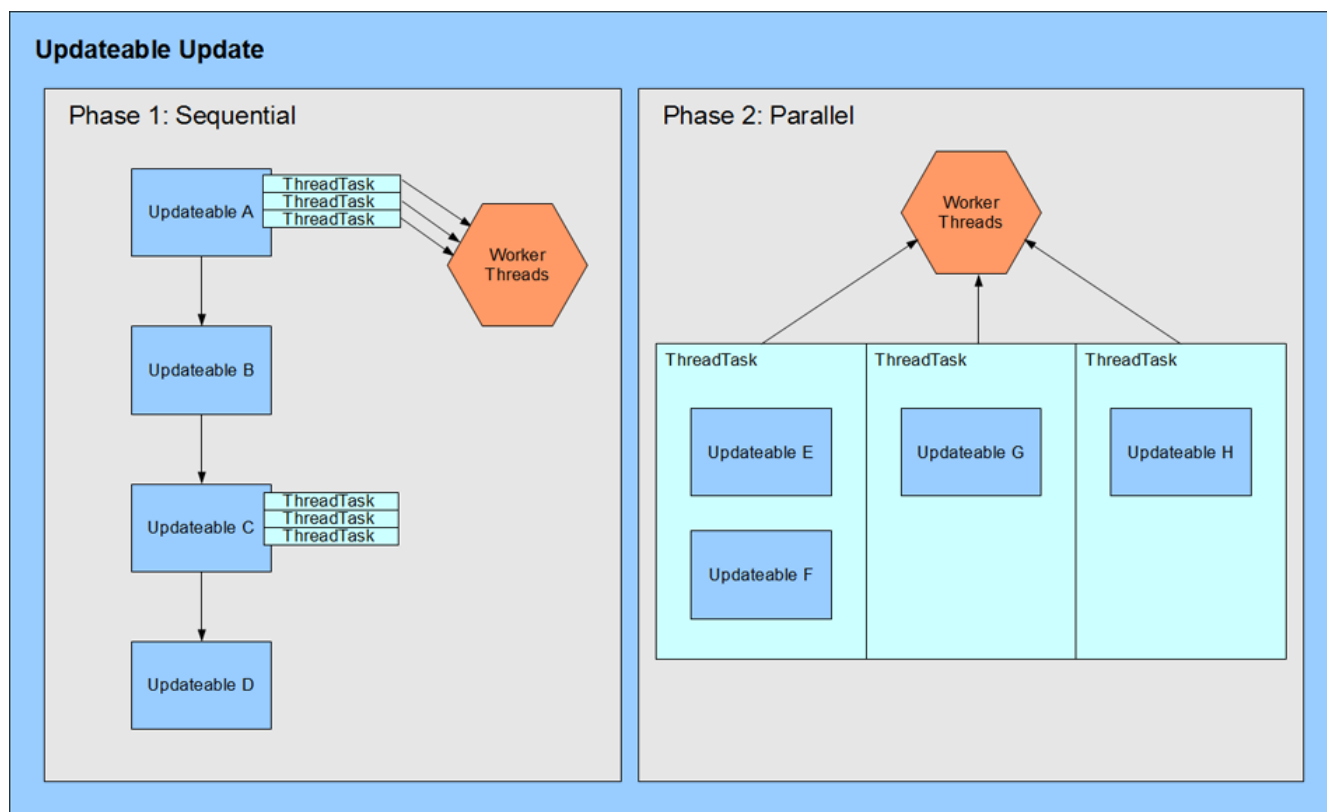 Updateable Update
Phase 1: Sequential
Updateable A
ThreadTask
ThreadTask
ThreadTask
Worker
Threads
Updateable B
Updateable C
ThreadTask
ThreadTask
ThreadTask
Updateable D
Phase 2: Parallel
Worker
Threads
ThreadTask
ThreadTask
ThreadTask
Updateable E
Updateable G
Updateable H
Updateable F